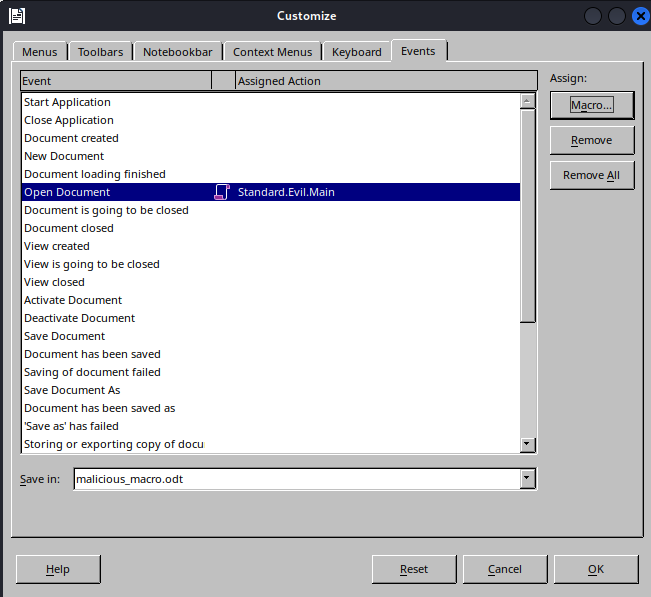 Customize
Menus Toolbars Notebookbar Context Menus Keyboard Events
Event Assigned Action
Assign:
Start Application
Macro...
Close Application
Document created
Remove
New Document
Document loading finished
Remove All
Open Document Standard.Evil.Main
Document is going to be closed
Document closed
View created
View is going to be closed
View closed
Activate Document
Deactivate Document
Save Document
Document has been saved
Saving of document failed
Save Document As
Document has been saved as
'Save as' has failed
Storing or exporting copy of docu
Save in: malicious_macro.odt
Help Reset Cancel OK